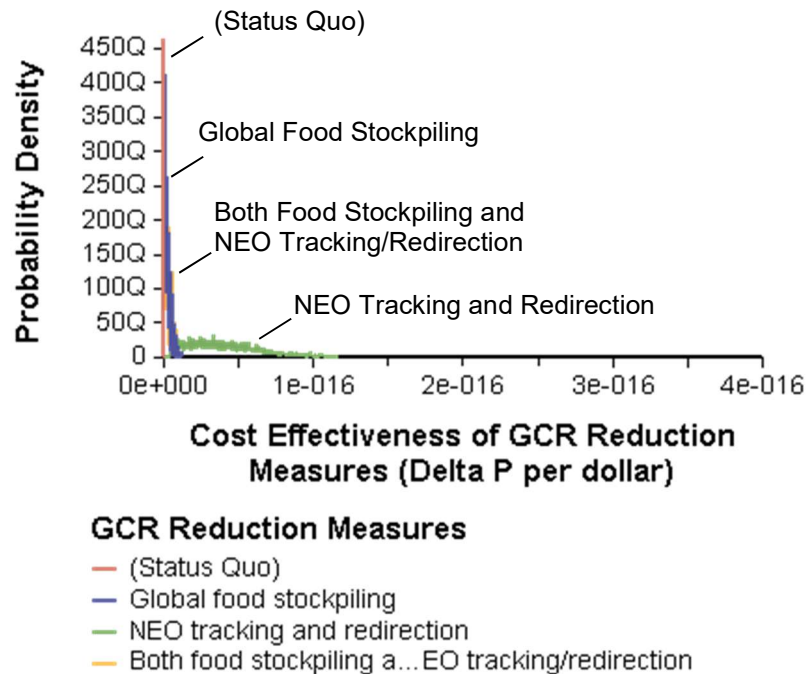 (Status Quo)
450Q
400Q
350Q
Global Food Stockpiling
300Q
250Q
Both Food Stockpiling and
200Q
NEO Tracking/Redirection
150Q
100Q
NEO Tracking and Redirection
50Q
0
Probability Density
0e+000 1e-016 2e-016 3e-016 4e-016
Cost Effectiveness of GCR Reduction
Measures (Delta P per dollar)
GCR Reduction Measures
(Status Quo)
Global food stockpiling
NEO tracking and redirection
Both food stockpiling a...EO tracking/redirection